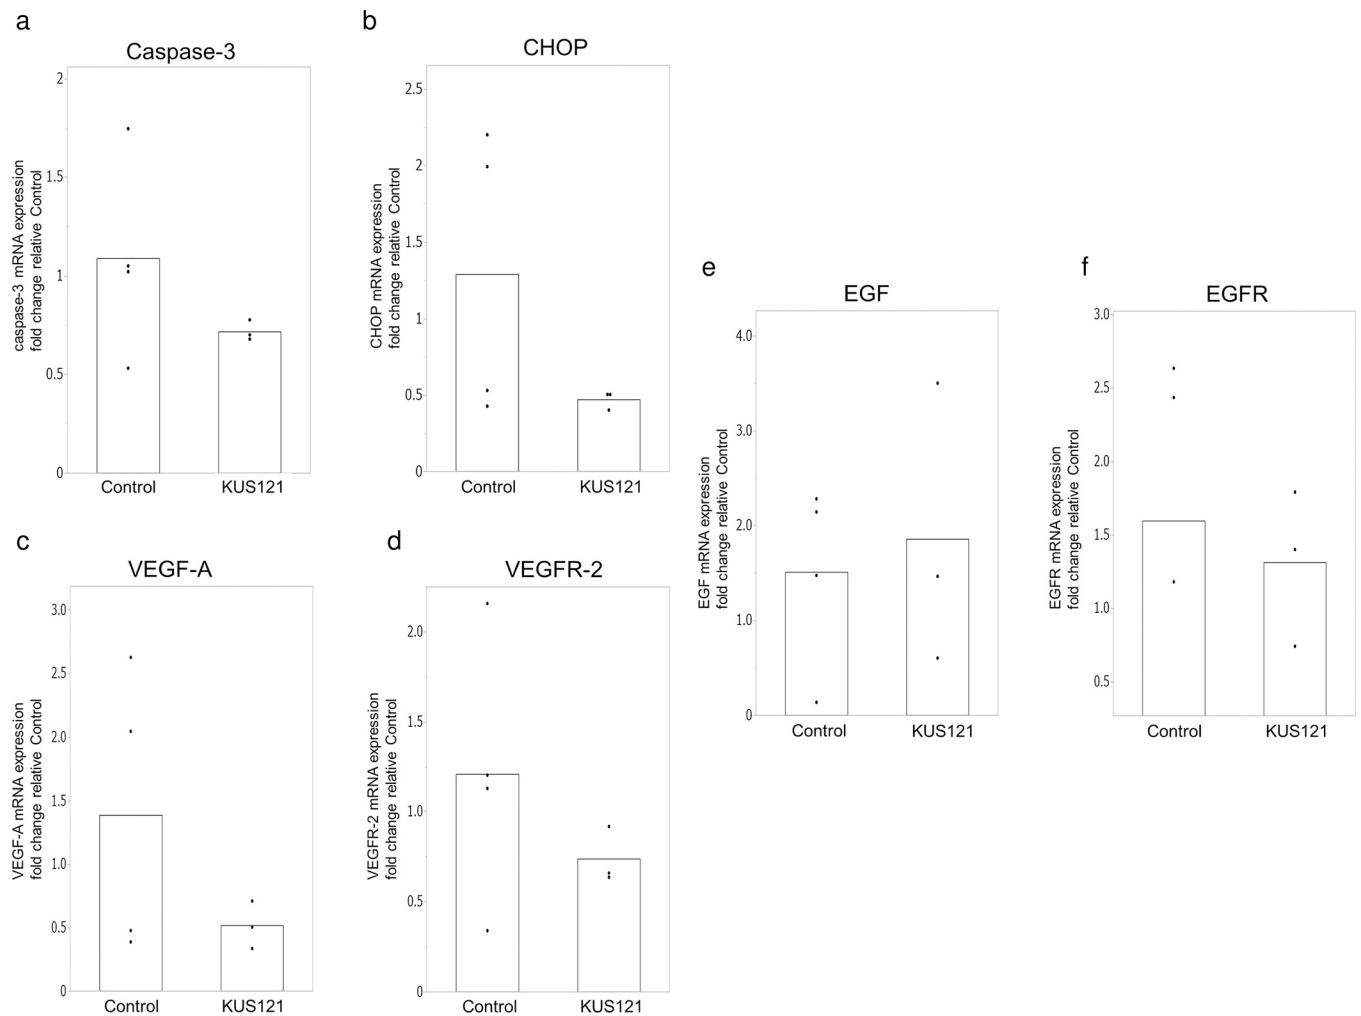 a
Caspase-3
caspase-3 mRNA expression
fold change relative Control
2
1.5
1
0.5
0
Control
KUS121
b
CHOP
CHOP mRNA expression
fold change relative Control
2.5
2
1.5
1
0.5
0
Control
KUS121
c
VEGF-A
VEGF-A mRNA expression
fold change relative Control
3.0
2.5
2.0
1.5
1.0
0.5
0
Control
KUS121
d
VEGFR-2
VEGFR-2 mRNA expression
fold change relative Control
2.0
1.5
1.0
0.5
0
Control
KUS121
e
EGF
EGF mRNA expression
fold change relative Control
4.0
3.0
2.0
1.0
0
Control
KUS121
f
EGFR
EGFR mRNA expression
fold change relative Control
3.0
2.5
2.0
1.5
1.0
0.5
Control
KUS121